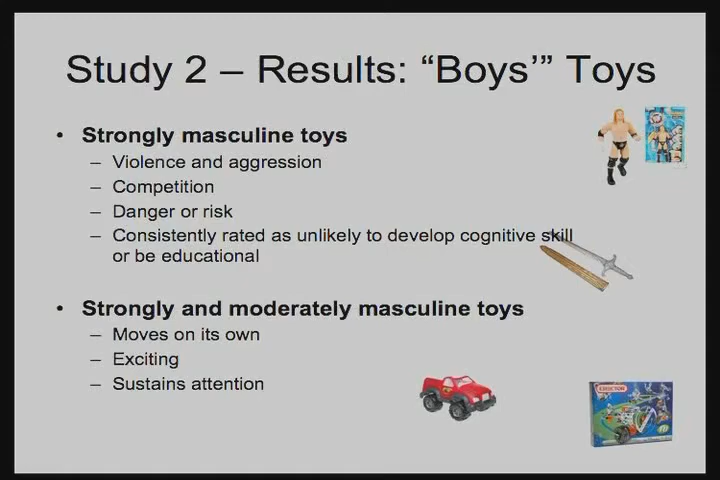 Study 2 – Results: “Boys’” Toys
• Strongly masculine toys
– Violence and aggression
– Competition
– Danger or risk
– Consistently rated as unlikely to develop cognitive skill
or be educational
• Strongly and moderately masculine toys
– Moves on its own
– Exciting
– Sustains attention